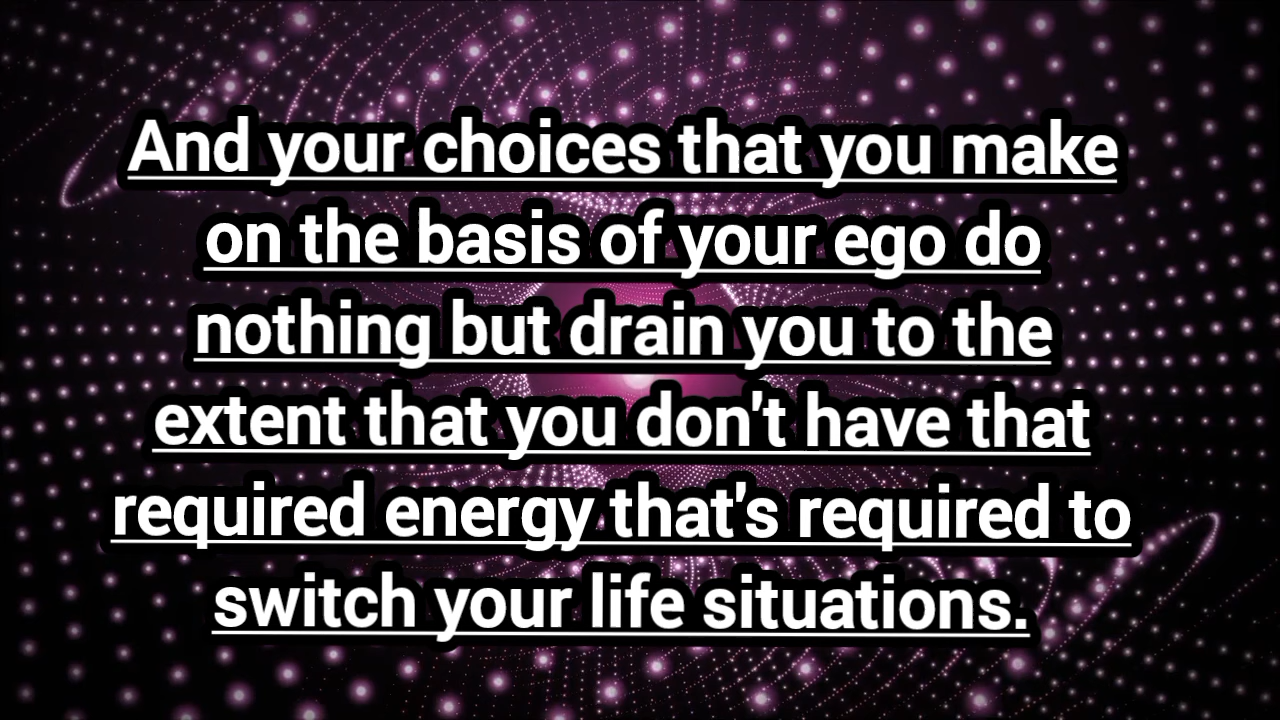 And your choices that you make
on the basis of your ego do
nothing but drain you to the
extent that you don't have that
required energy that's required to
switch your life situations.